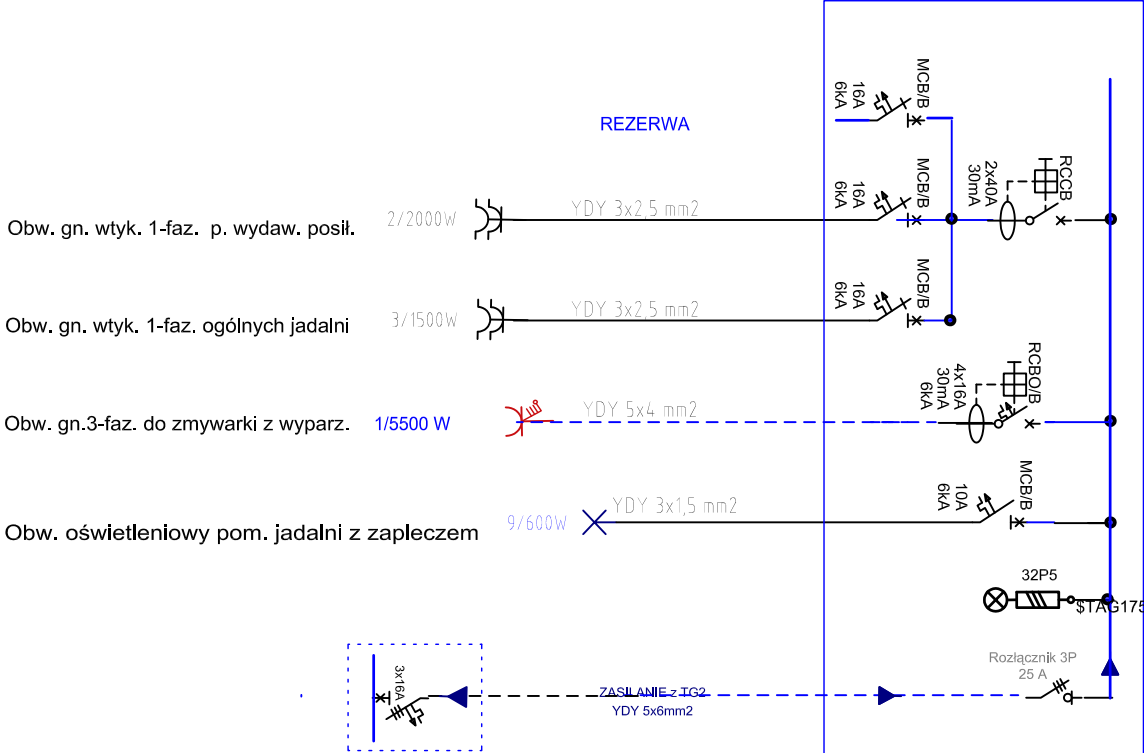 REZERWA
16A
6kA
MCB/B
Obw. gn. wtyk. 1-faz. p. wydaw. posił.
2/2000W
YDY 3x2,5 mm2
16A
6kA
MCB/B
2x40A
30mA
RCCB
Obw. gn. wtyk. 1-faz. ogólnych jadalni
3/1500W
YDY 3x2,5 mm2
16A
6kA
MCB/B
Obw. gn.3-faz. do zmywarki z wyparz.
1/5500 W
YDY 5x4 mm2
4x16A
30mA
6kA
RCBO/B
Obw. oświetleniowy pom. jadalni z zapleczem
9/600W
YDY 3x1,5 mm2
10A
6kA
MCB/B
32P5
$TAG175
Rozłącznik 3P
25 A
3x16A
ZASILANIE z TG2
YDY 5x6mm2